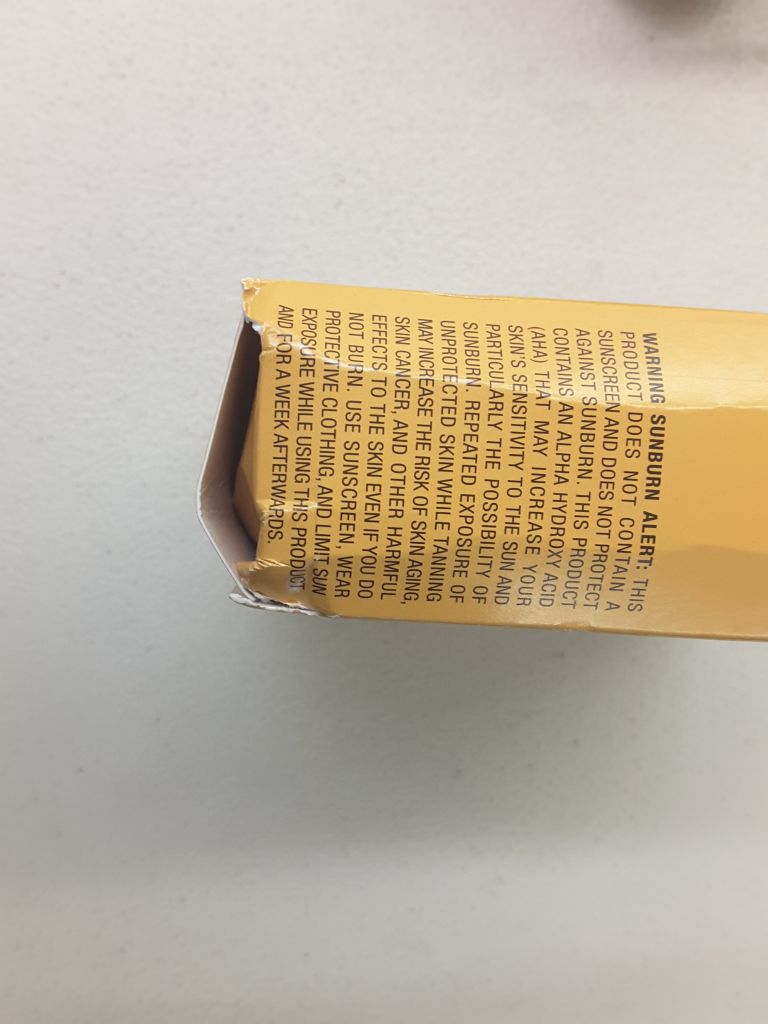 WARNING SUNBURN ALERT: THIS
PRODUCT DOES NOT CONTAIN A
SUNSCREEN AND DOES NOT PROTECT
AGAINST SUNBURN. THIS PRODUCT
CONTAINS AN ALPHA HYDROXY ACID
(AHA) THAT MAY INCREASE YOUR
SKIN'S SENSITIVITY TO THE SUN AND
PARTICULARLY THE POSSIBILITY OF
SUNBURN. REPEATED EXPOSURE OF
UNPROTECTED SKIN WHILE TANNING
MAY INCREASE THE RISK OF SKIN AGING,
SKIN CANCER, AND OTHER HARMFUL
EFFECTS TO THE SKIN EVEN IF YOU DO
NOT BURN. USE SUNSCREEN, WEAR
PROTECTIVE CLOTHING, AND LIMIT SUN
EXPOSURE WHILE USING THIS PRODUCT
AND FOR A WEEK AFTERWARDS.